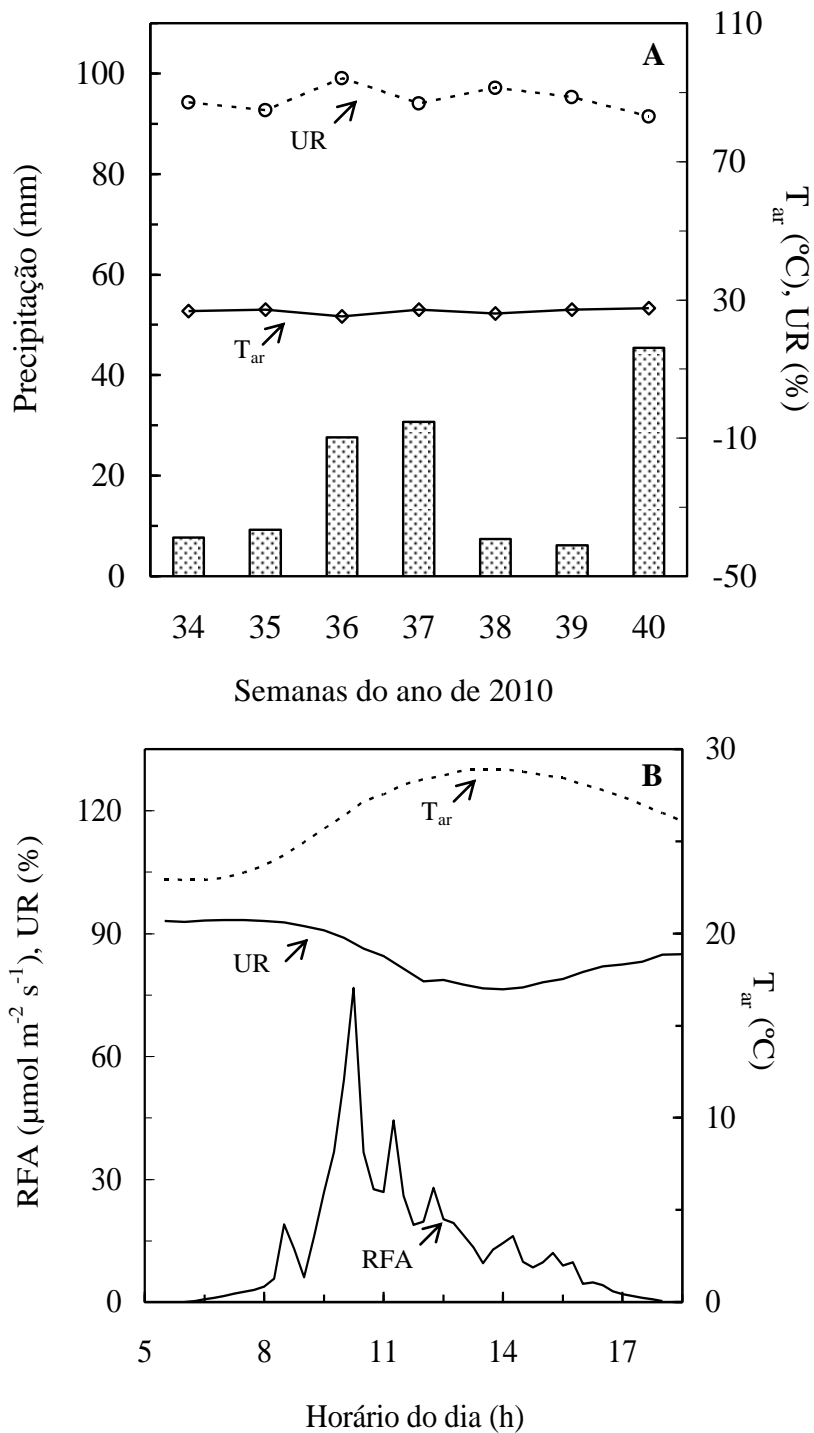 A
Precipitação (mm)
100
80
60
40
20
0
110
70
30
-10
-50
T ar (ºC), UR (%)
UR
T ar
34 35 36 37 38 39 40
Semanas do ano de 2010
B
RFA (µmol m-2 s-1), UR (%)
120
90
60
30
0
30
20
10
0
T ar (ºC)
T ar
UR
RFA
5 8 11 14 17
Horário do dia (h)